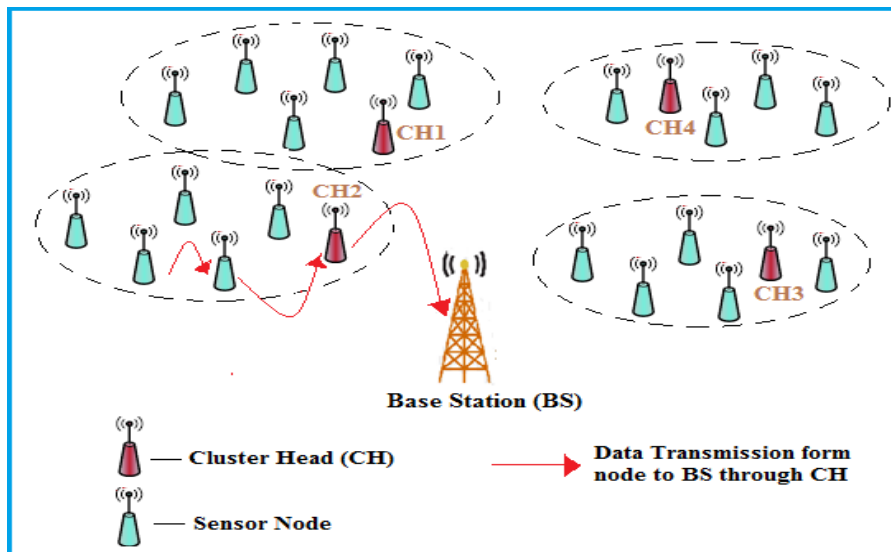 CH1
CH4
CH2
CH3
Base Station (BS)
Cluster Head (CH)
Data Transmission form
node to BS through CH
Sensor Node